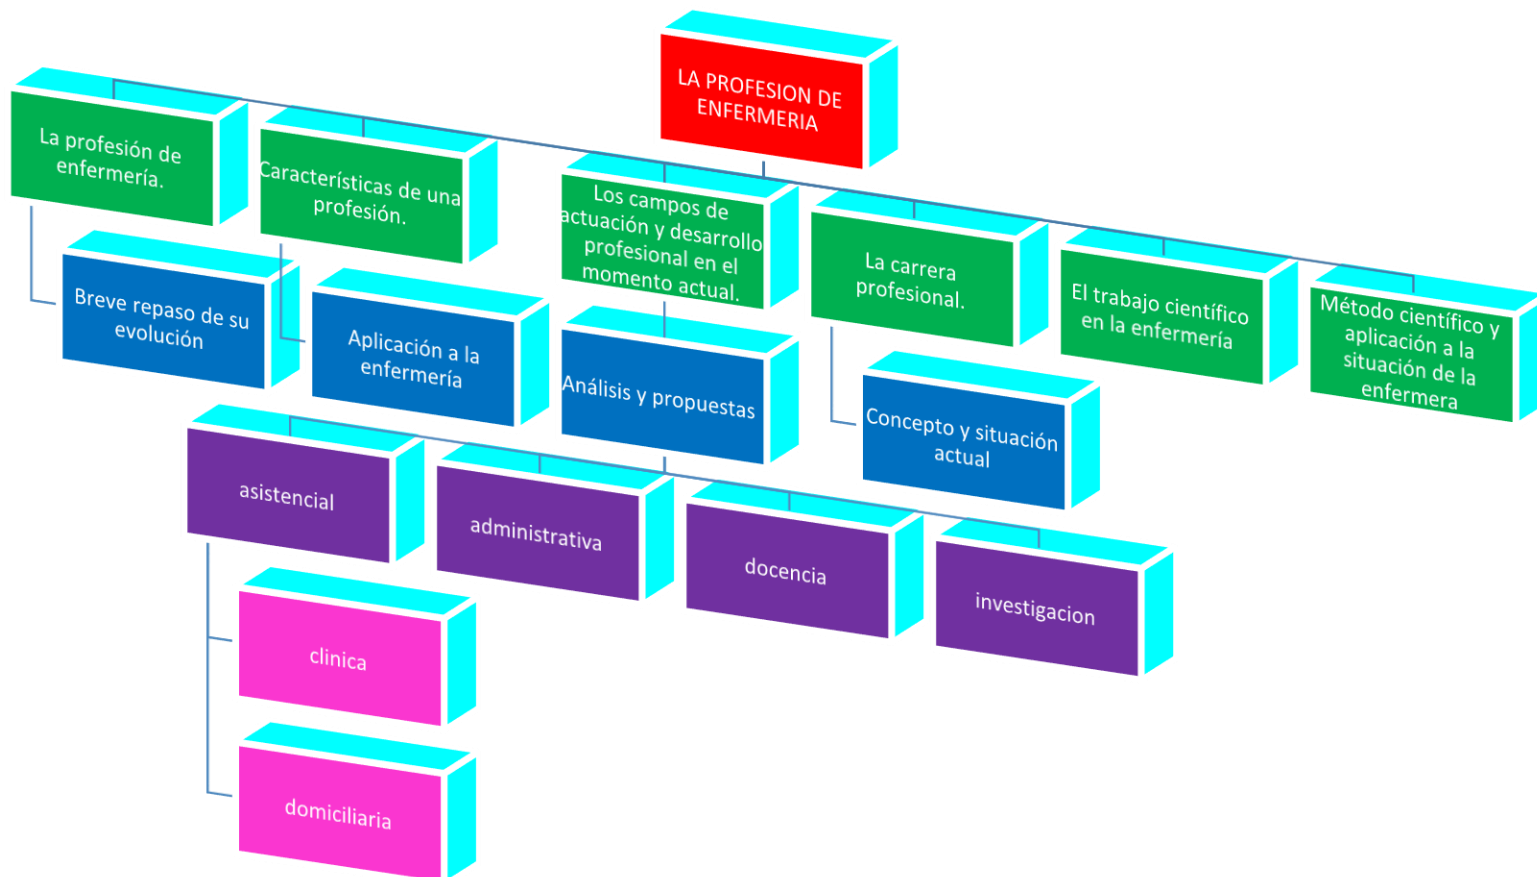 LA PROFESION DE
ENFERMERIA
La profesión de
enfermería.
Características de una
profesión.
Los campos de
actuación y desarrollo
profesional en el
momento actual.
La carrera
profesional.
El trabajo científico
en la enfermería
Método científico y
aplicación a la
situación de la
enfermera
Breve repaso de su
evolución
Aplicación a la
enfermería
Análisis y propuestas
Concepto y situación
actual
asistencial
administrativa
docencia
investigacion
clinica
domiciliaria